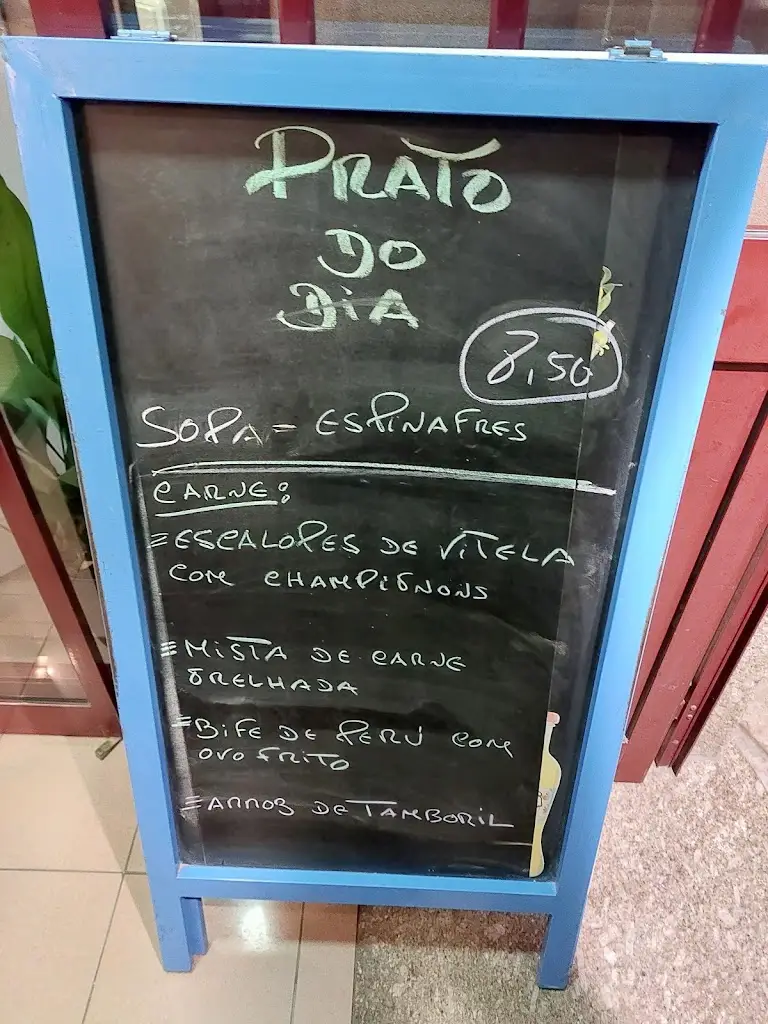 PRATO
DO
DIA
8,50
SOPA = ESPINAFRES
CARNE:
= ESCALOPES DE VITELA
COM CHAMPIGNONS
= MISTA DE CARNE
GRELHADA
= BIFE DE PERU COM
OVO FRITO
= ARROZ DE TAMBORIL